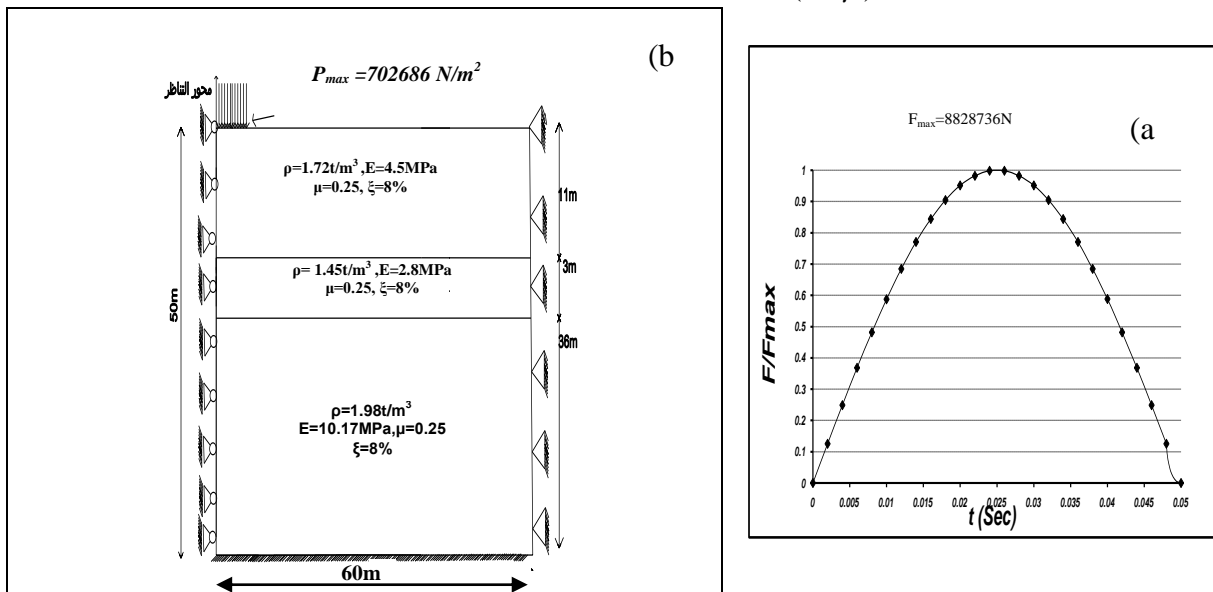 (b)
P_max =702686 N/m²
محور التناظر
ρ=1.72t/m³ ,E=4.5MPa
μ=0.25, ξ=8%
11m
ρ= 1.45t/m³ ,E=2.8MPa
μ=0.25, ξ=8%
3m
50m
36m
ρ=1.98t/m³
E=10.17MPa,μ=0.25
ξ=8%
60m
(a
F_max=8828736N
F/Fmax
1
0.9
0.8
0.7
0.6
0.5
0.4
0.3
0.2
0.1
0
0 0.005 0.01 0.015 0.02 0.025 0.03 0.035 0.04 0.045 0.05
t (Sec)